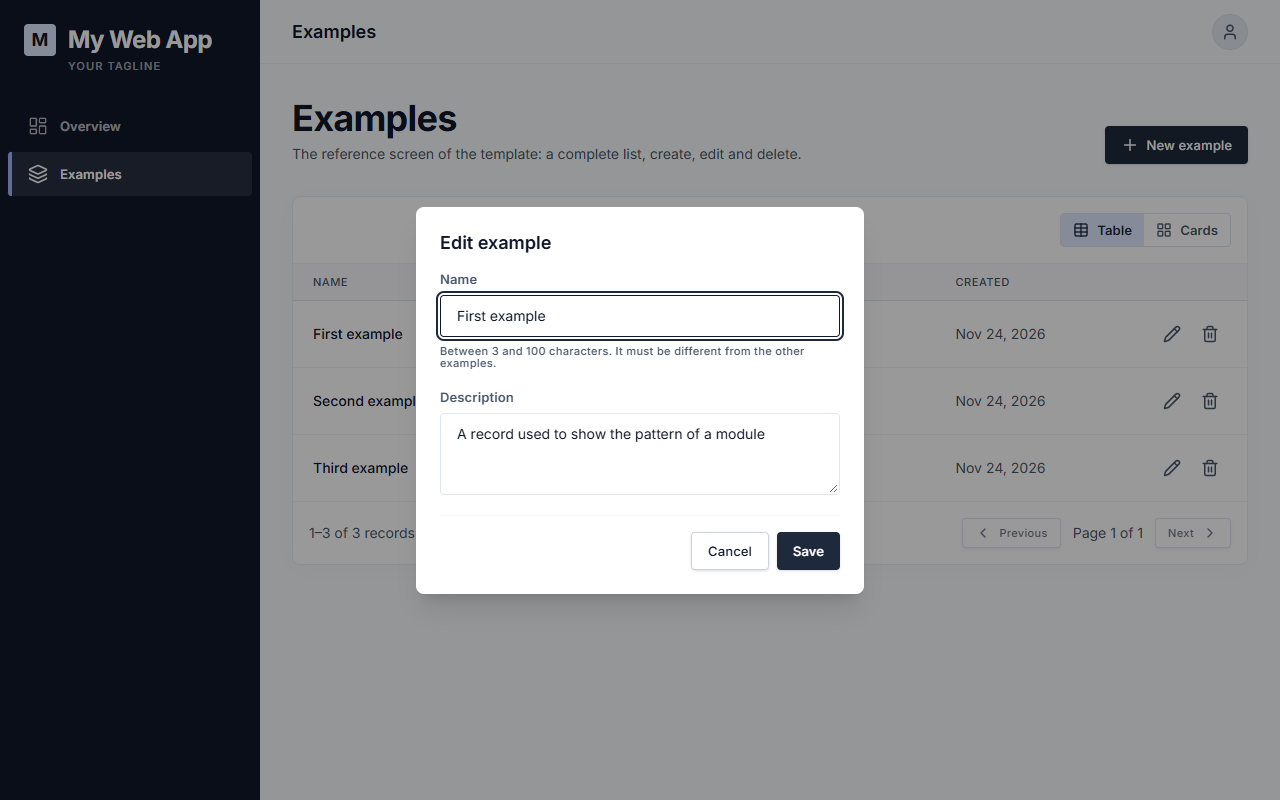 M My Web App
YOUR TAGLINE
Overview
Examples
Examples
Examples
The reference screen of the template: a complete list, create, edit and delete.
New example
Table Cards
NAME CREATED
First example Nov 24, 2026
Second exampl Nov 24, 2026
Third example Nov 24, 2026
1–3 of 3 records Previous Page 1 of 1 Next
Edit example
Name
First example
Between 3 and 100 characters. It must be different from the other
examples.
Description
A record used to show the pattern of a module
Cancel Save